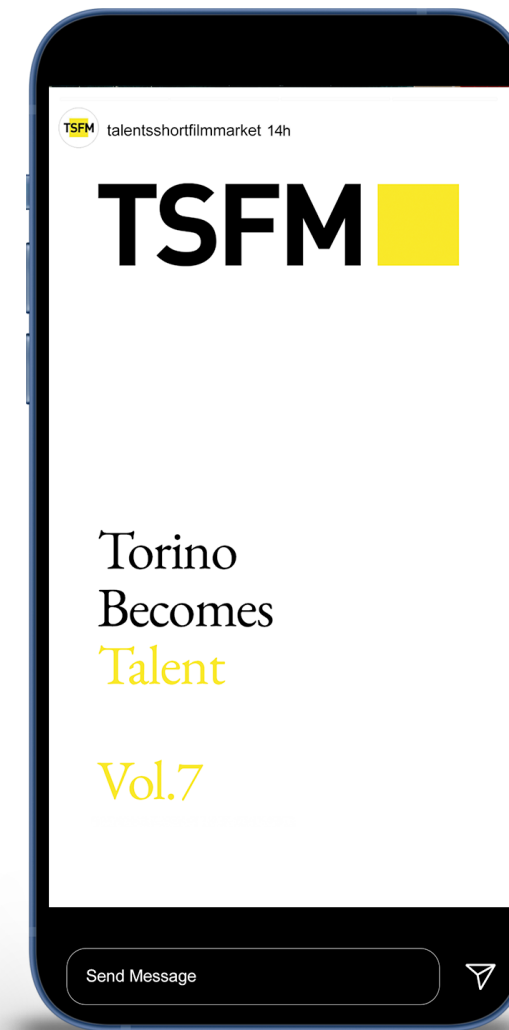 TSFM talentsshortfilmmarket 14h
TSFM
Torino
Becomes
Talent
Vol.7
Send Message